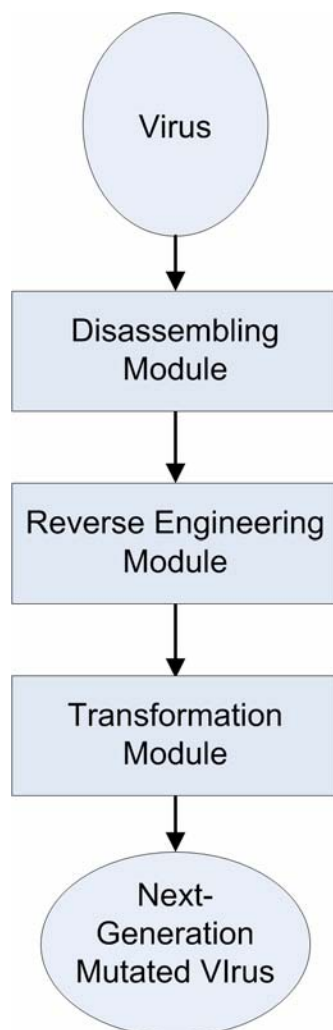 Virus
Disassembling
Module
Reverse Engineering
Module
Transformation
Module
Next-
Generation
Mutated VIrus